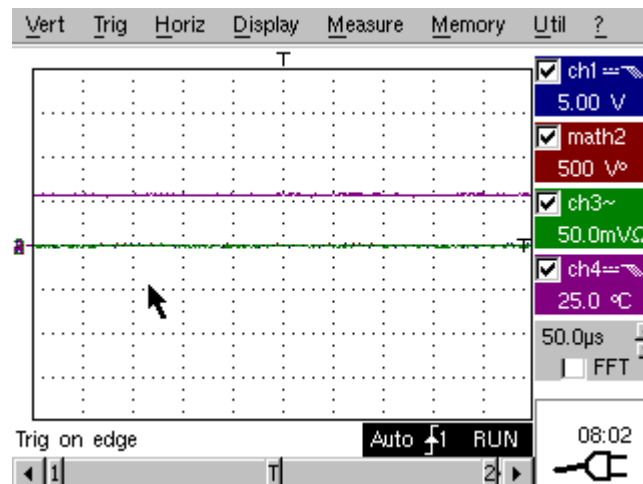 Vert Trig Horiz Display Measure Memory Util ?
T
ch1
5.00 V
math2
500 V°
ch3~
50.0mVΩ
T
ch4
25.0 °C
50.0µs
FFT
Trig on edge
Auto 1 RUN
08:02
1 T 2